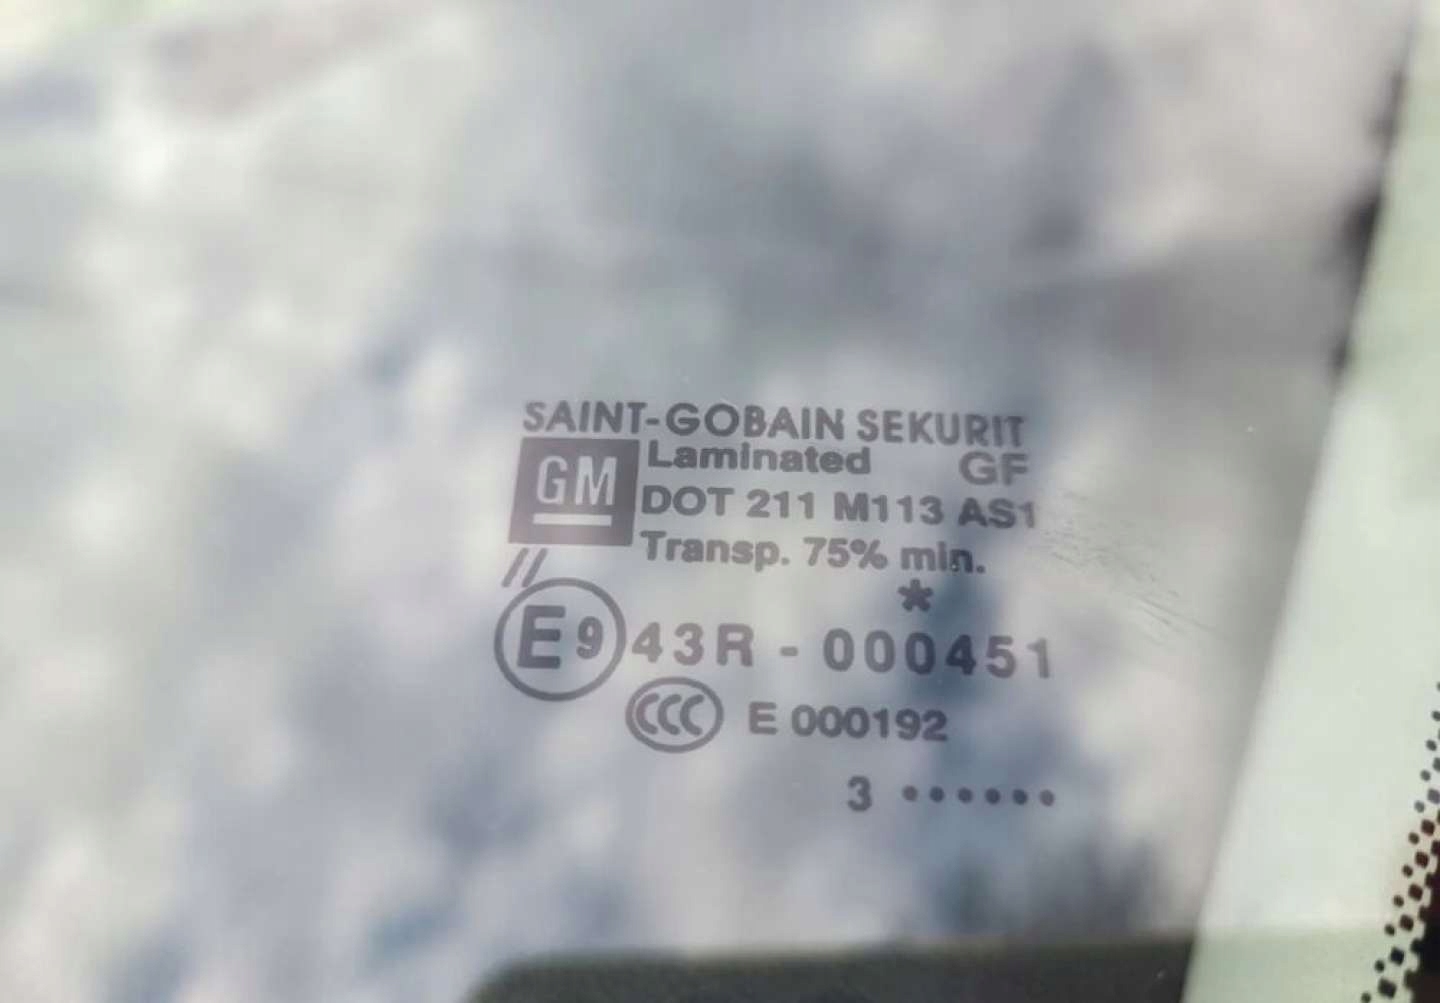 SAINT-GOBAIN SEKURIT
GM Laminated GF
DOT 211 M113 AS1
Transp. 75% min.
//
*
E9 43R - 000451
CCC E 000192
3 ••••••